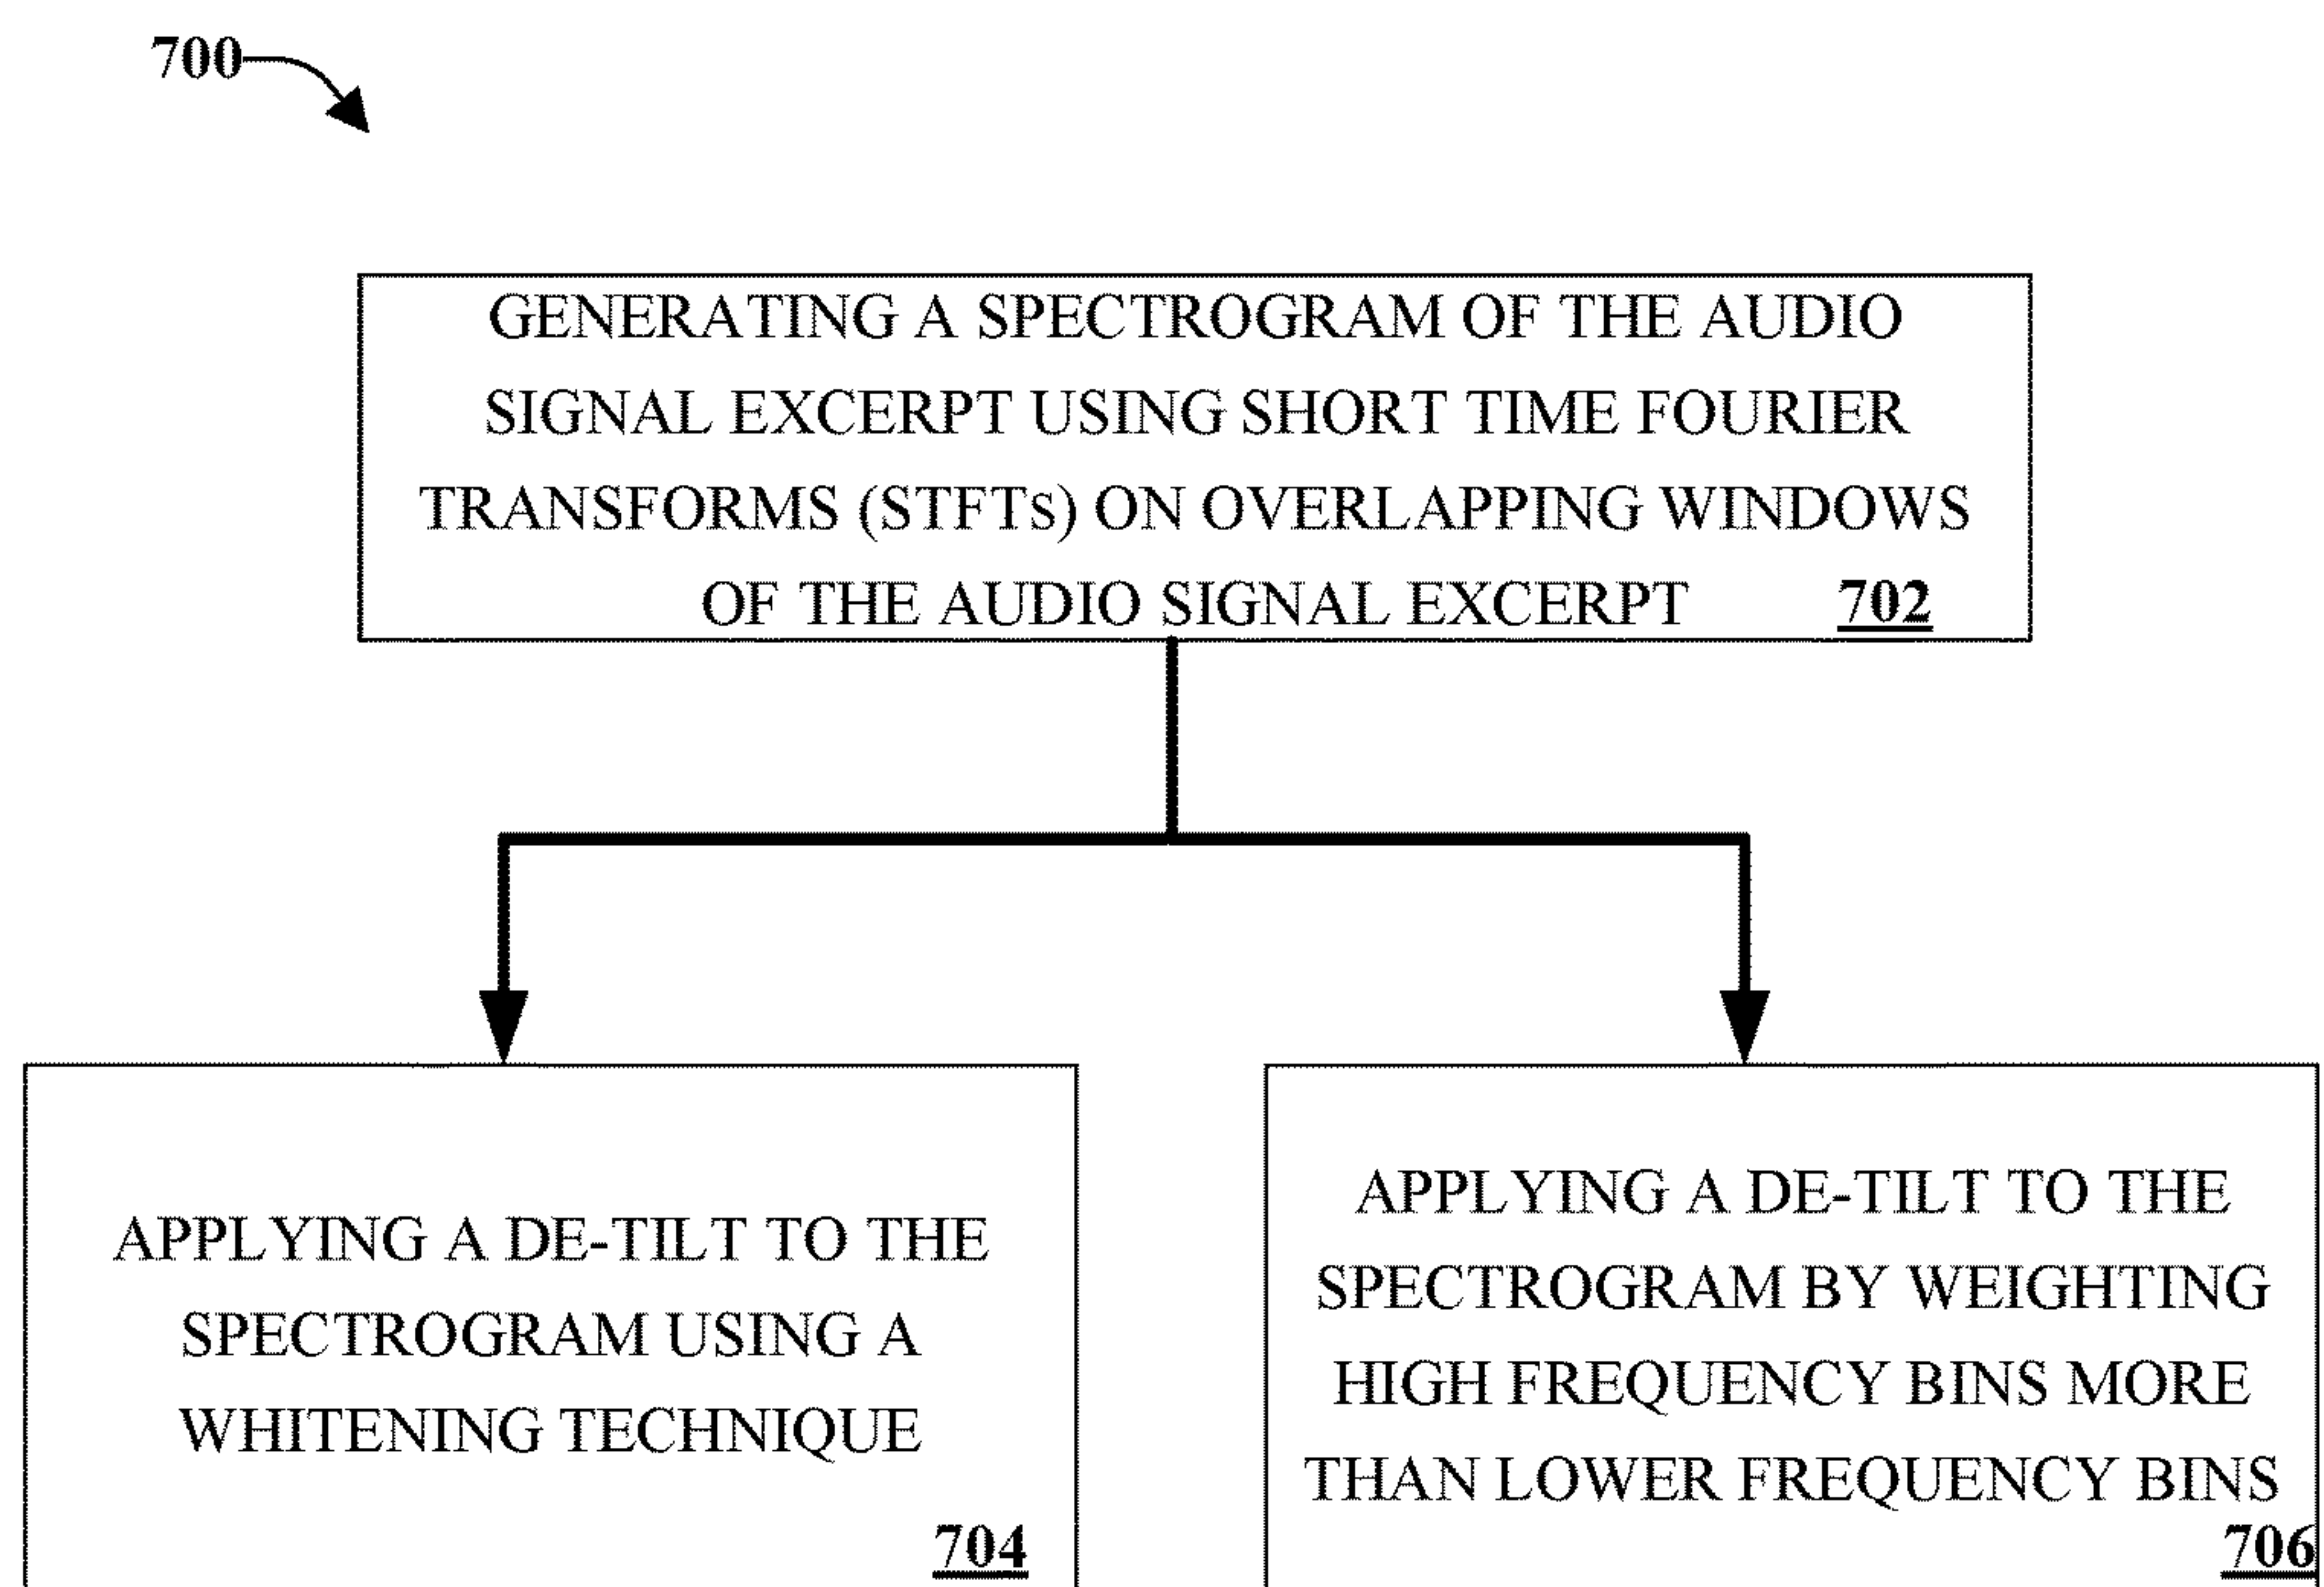 700
GENERATING A SPECTROGRAM OF THE AUDIO
SIGNAL EXCERPT USING SHORT TIME FOURIER
TRANSFORMS (STFTs) ON OVERLAPPING WINDOWS
OF THE AUDIO SIGNAL EXCERPT 702
APPLYING A DE-TILT TO THE
SPECTROGRAM USING A
WHITENING TECHNIQUE
704
APPLYING A DE-TILT TO THE
SPECTROGRAM BY WEIGHTING
HIGH FREQUENCY BINS MORE
THAN LOWER FREQUENCY BINS
706